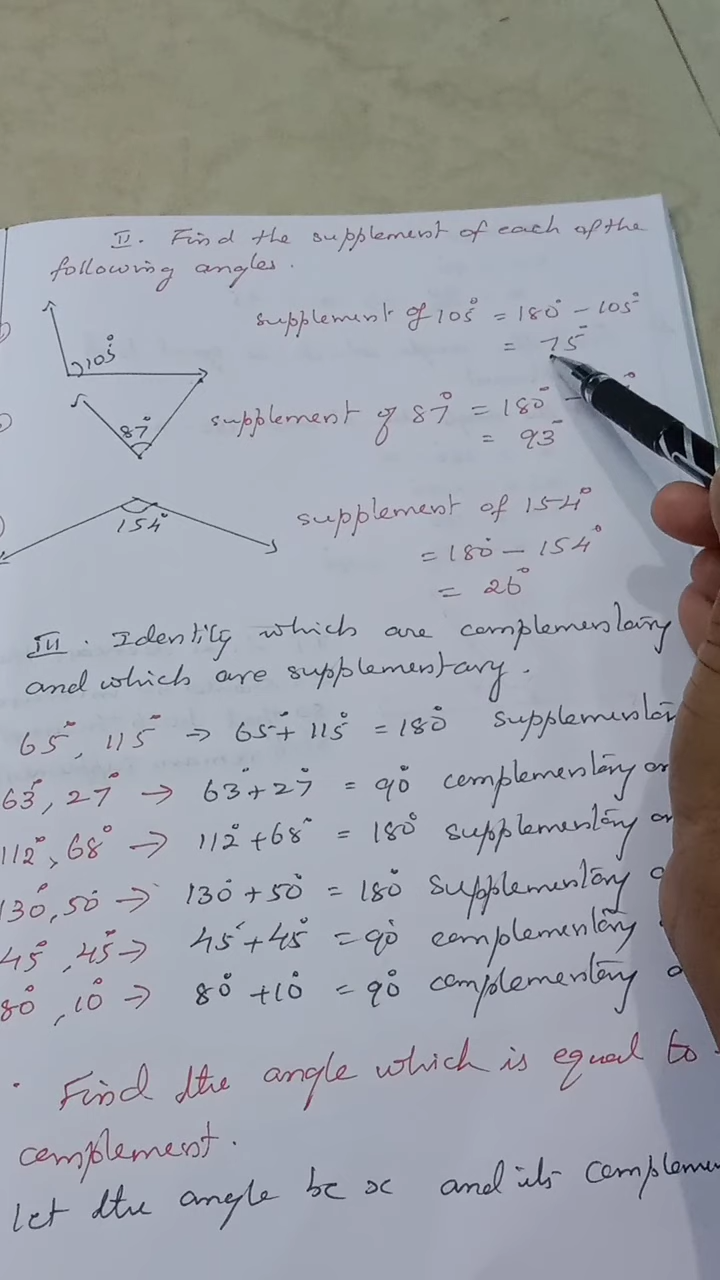 II. Find the supplement of each of the
following angles.
105°
supplement of 105° = 180° - 105°
= 75°
87°
supplement of 87° = 180° -
= 93°
154°
supplement of 154°
= 180° - 154°
= 26°
III. Identify which are complementary
and which are supplementary.
65°, 115° → 65° + 115° = 180°
63°, 27° → 63° + 27° = 90° complementary
112°, 68° → 112° + 68° = 180° supplementary
130°, 50° → 130° + 50° = 180° supplementary
45°, 45° → 45° + 45° = 90° complementary
80°, 10° → 80° + 10° = 90° complementary
Find the angle which is equal to
complement.
let the angle be x and its